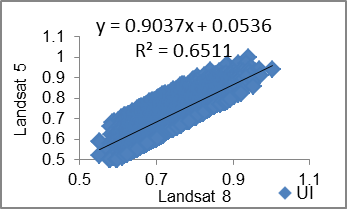 y = 0.9037x + 0.0536
R² = 0.6511
1.1
1
0.9
0.8
0.7
0.6
0.5
Landsat 5
0.5
0.7
0.9
1.1
Landsat 8
UI